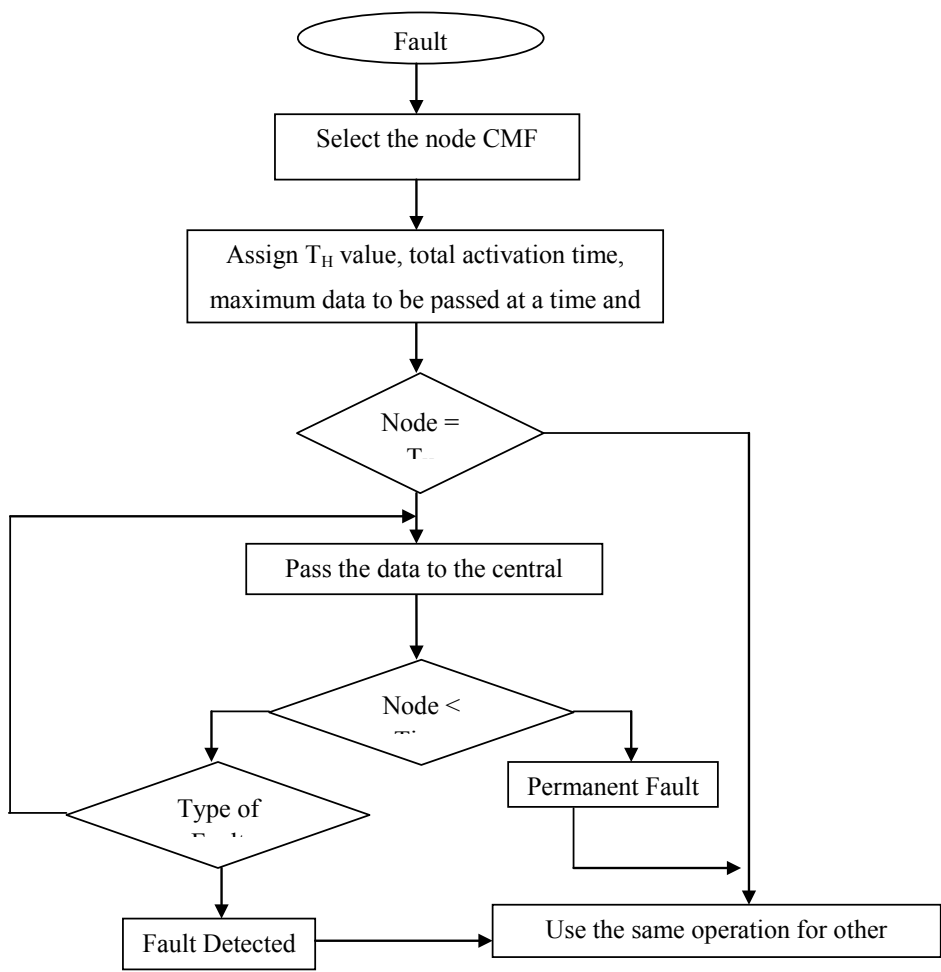 Fault
Select the node CMF
Assign T_H value, total activation time,
maximum data to be passed at a time and
Node =
Pass the data to the central
Node <
Permanent Fault
Type of
Fault Detected
Use the same operation for other